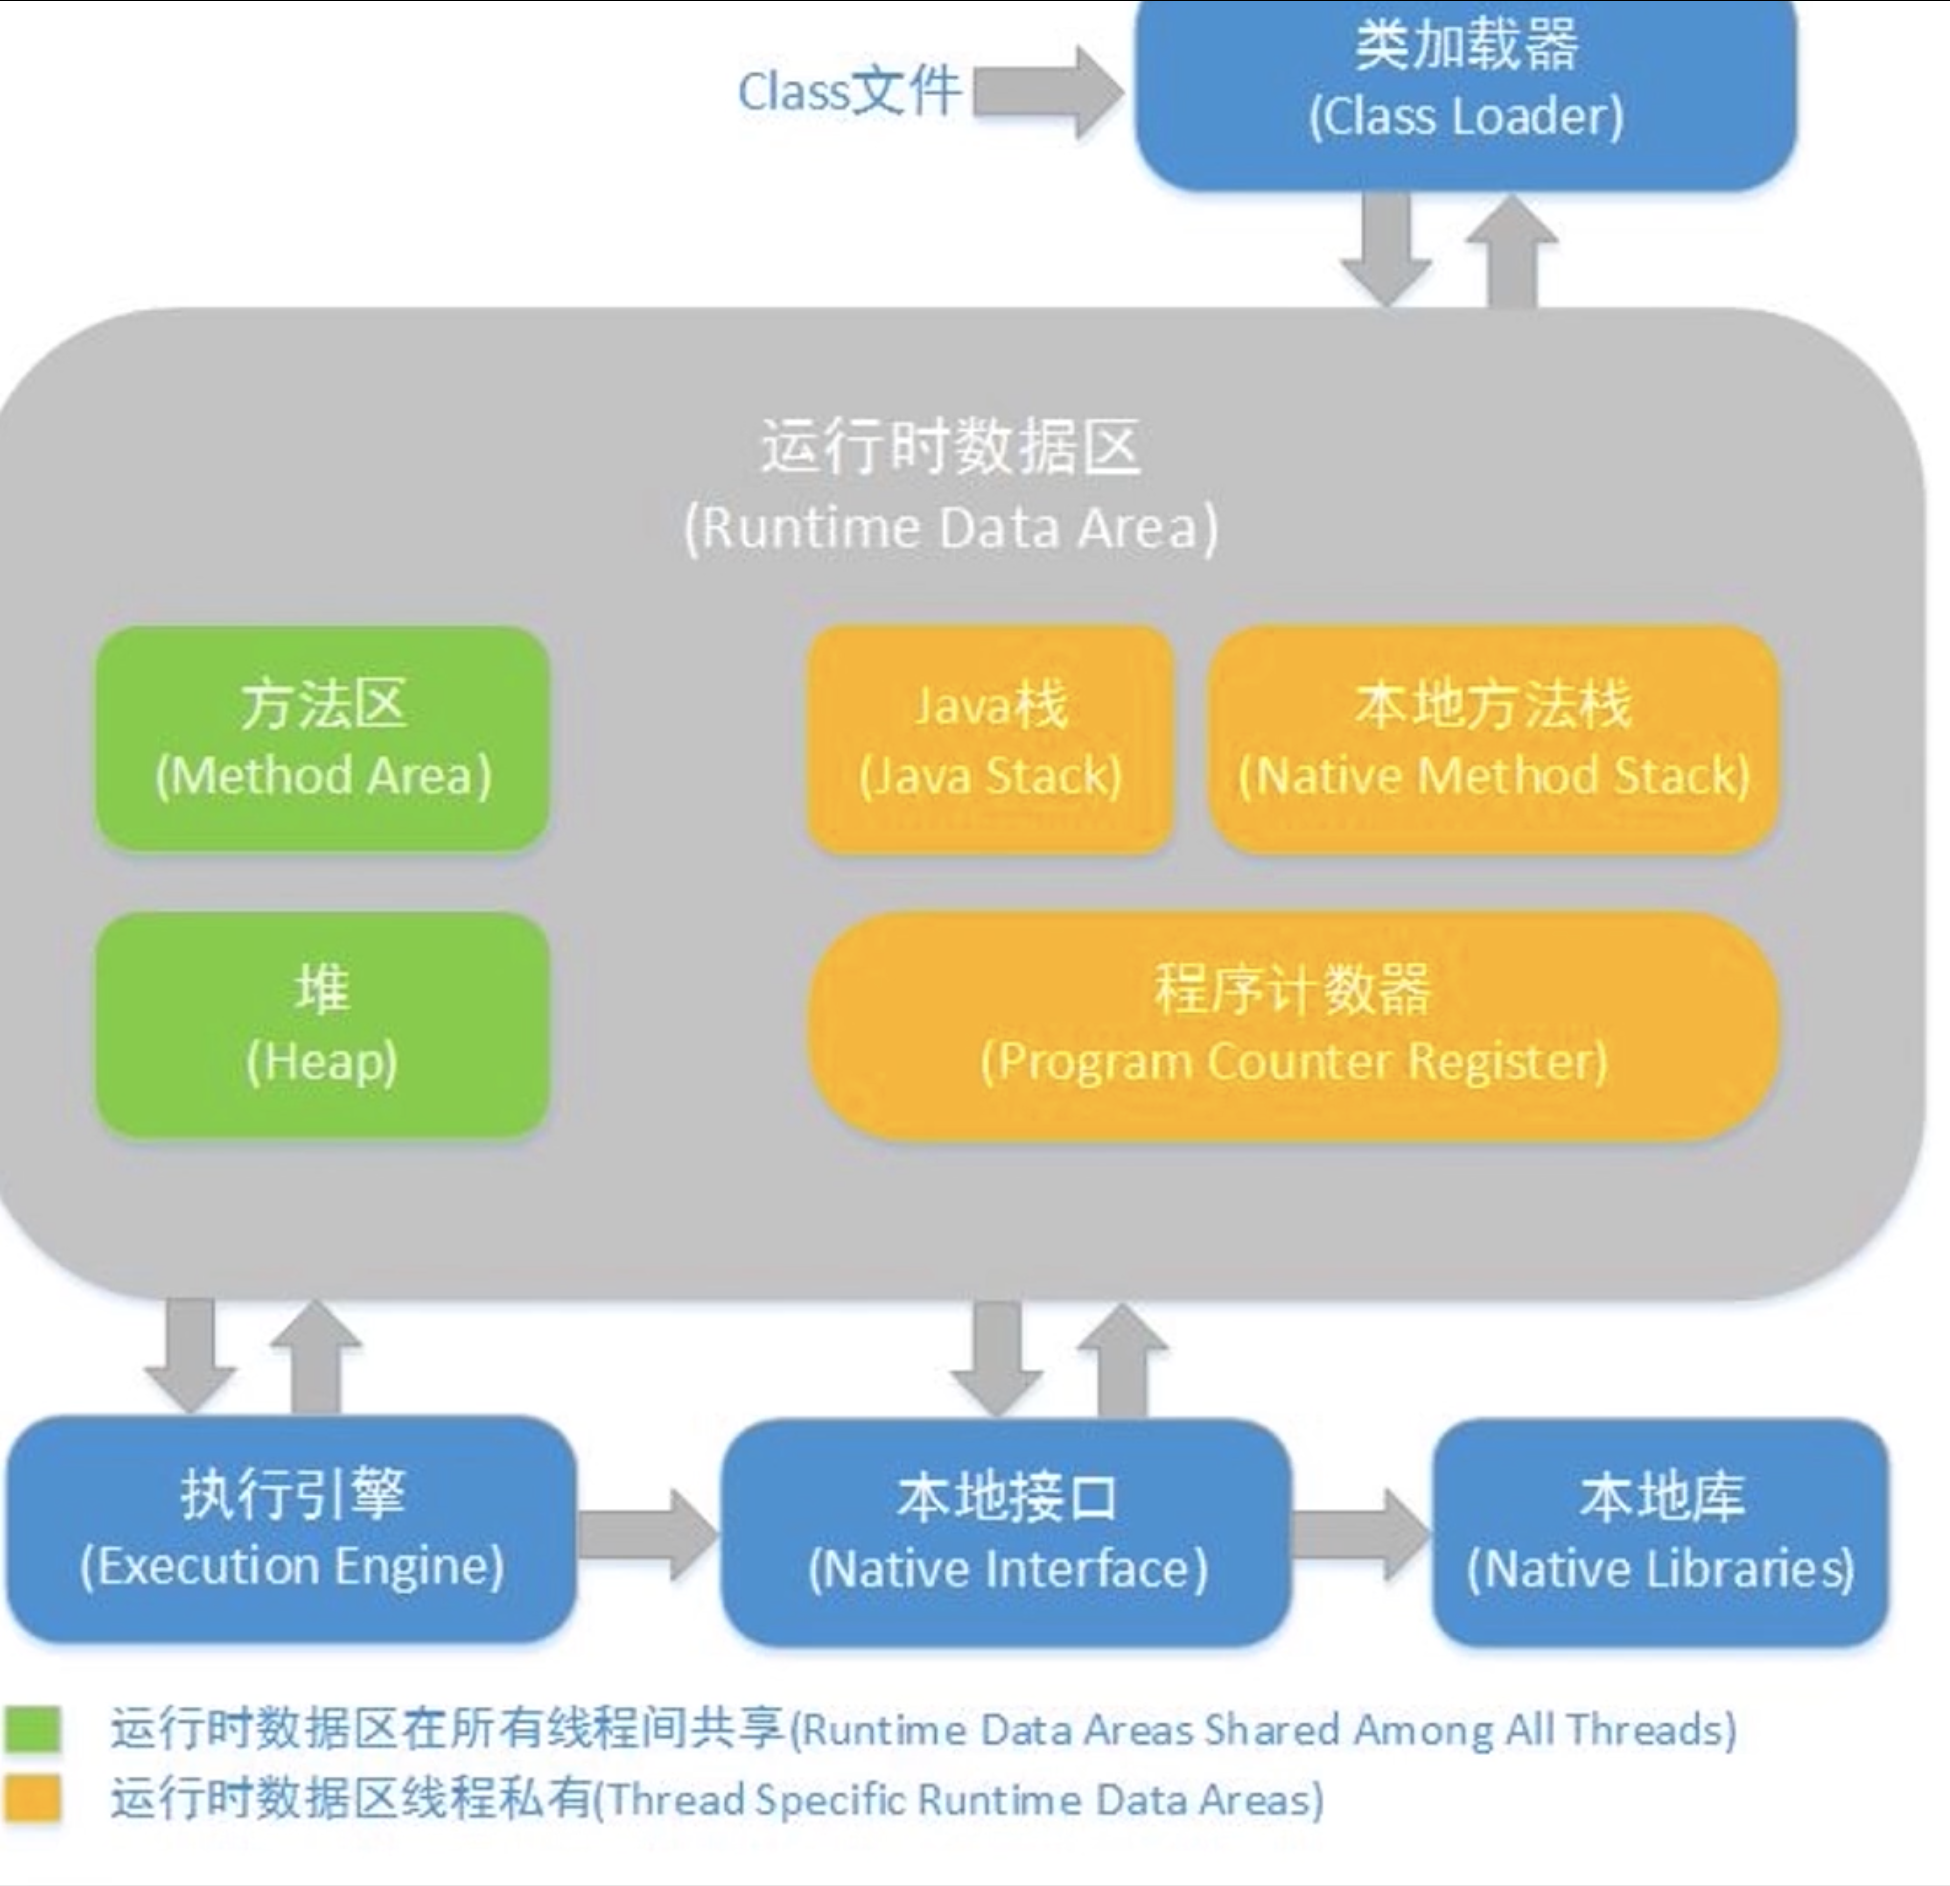 Class文件
类加载器
(Class Loader)
运行时数据区
(Runtime Data Area)
方法区
(Method Area)
Java栈
(Java Stack)
本地方法栈
(Native Method Stack)
堆
(Heap)
程序计数器
(Program Counter Register)
执行引擎
(Execution Engine)
本地接口
(Native Interface)
本地库
(Native Libraries)
运行时数据区在所有线程间共享(Runtime Data Areas Shared Among All Threads)
运行时数据区线程私有(Thread Specific Runtime Data Areas)